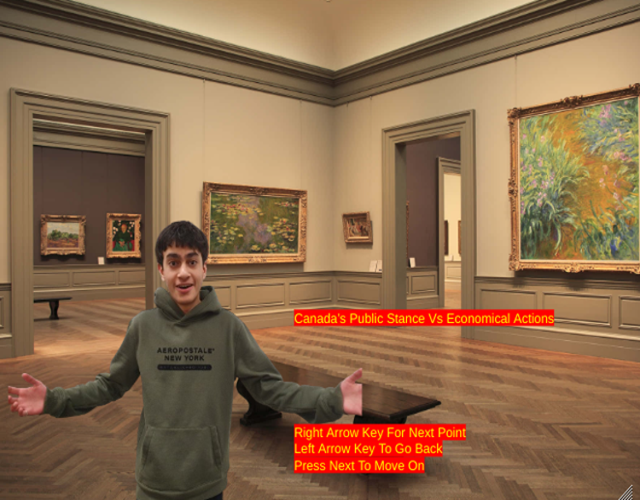 Canada's Public Stance Vs Economical Actions
AEROPOSTALE
NEW YORK
Right Arrow Key For Next Point
Left Arrow Key To Go Back
Press Next To Move On